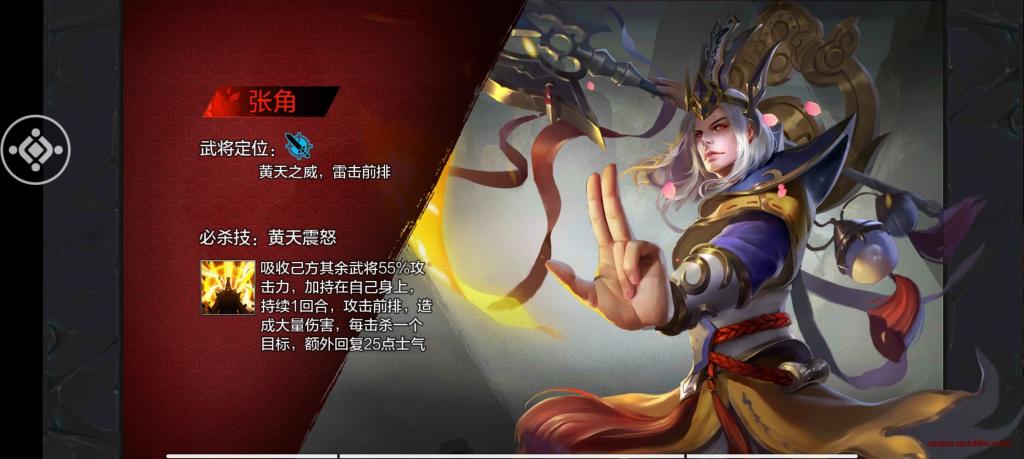 张角
武将定位：
黄天之威，雷击前排
必杀技：黄天震怒
吸收己方其余武将55%攻
击力，加持在自己身上，
持续1回合，攻击前排，造
成大量伤害，每击杀一个
目标，额外回复25点士气